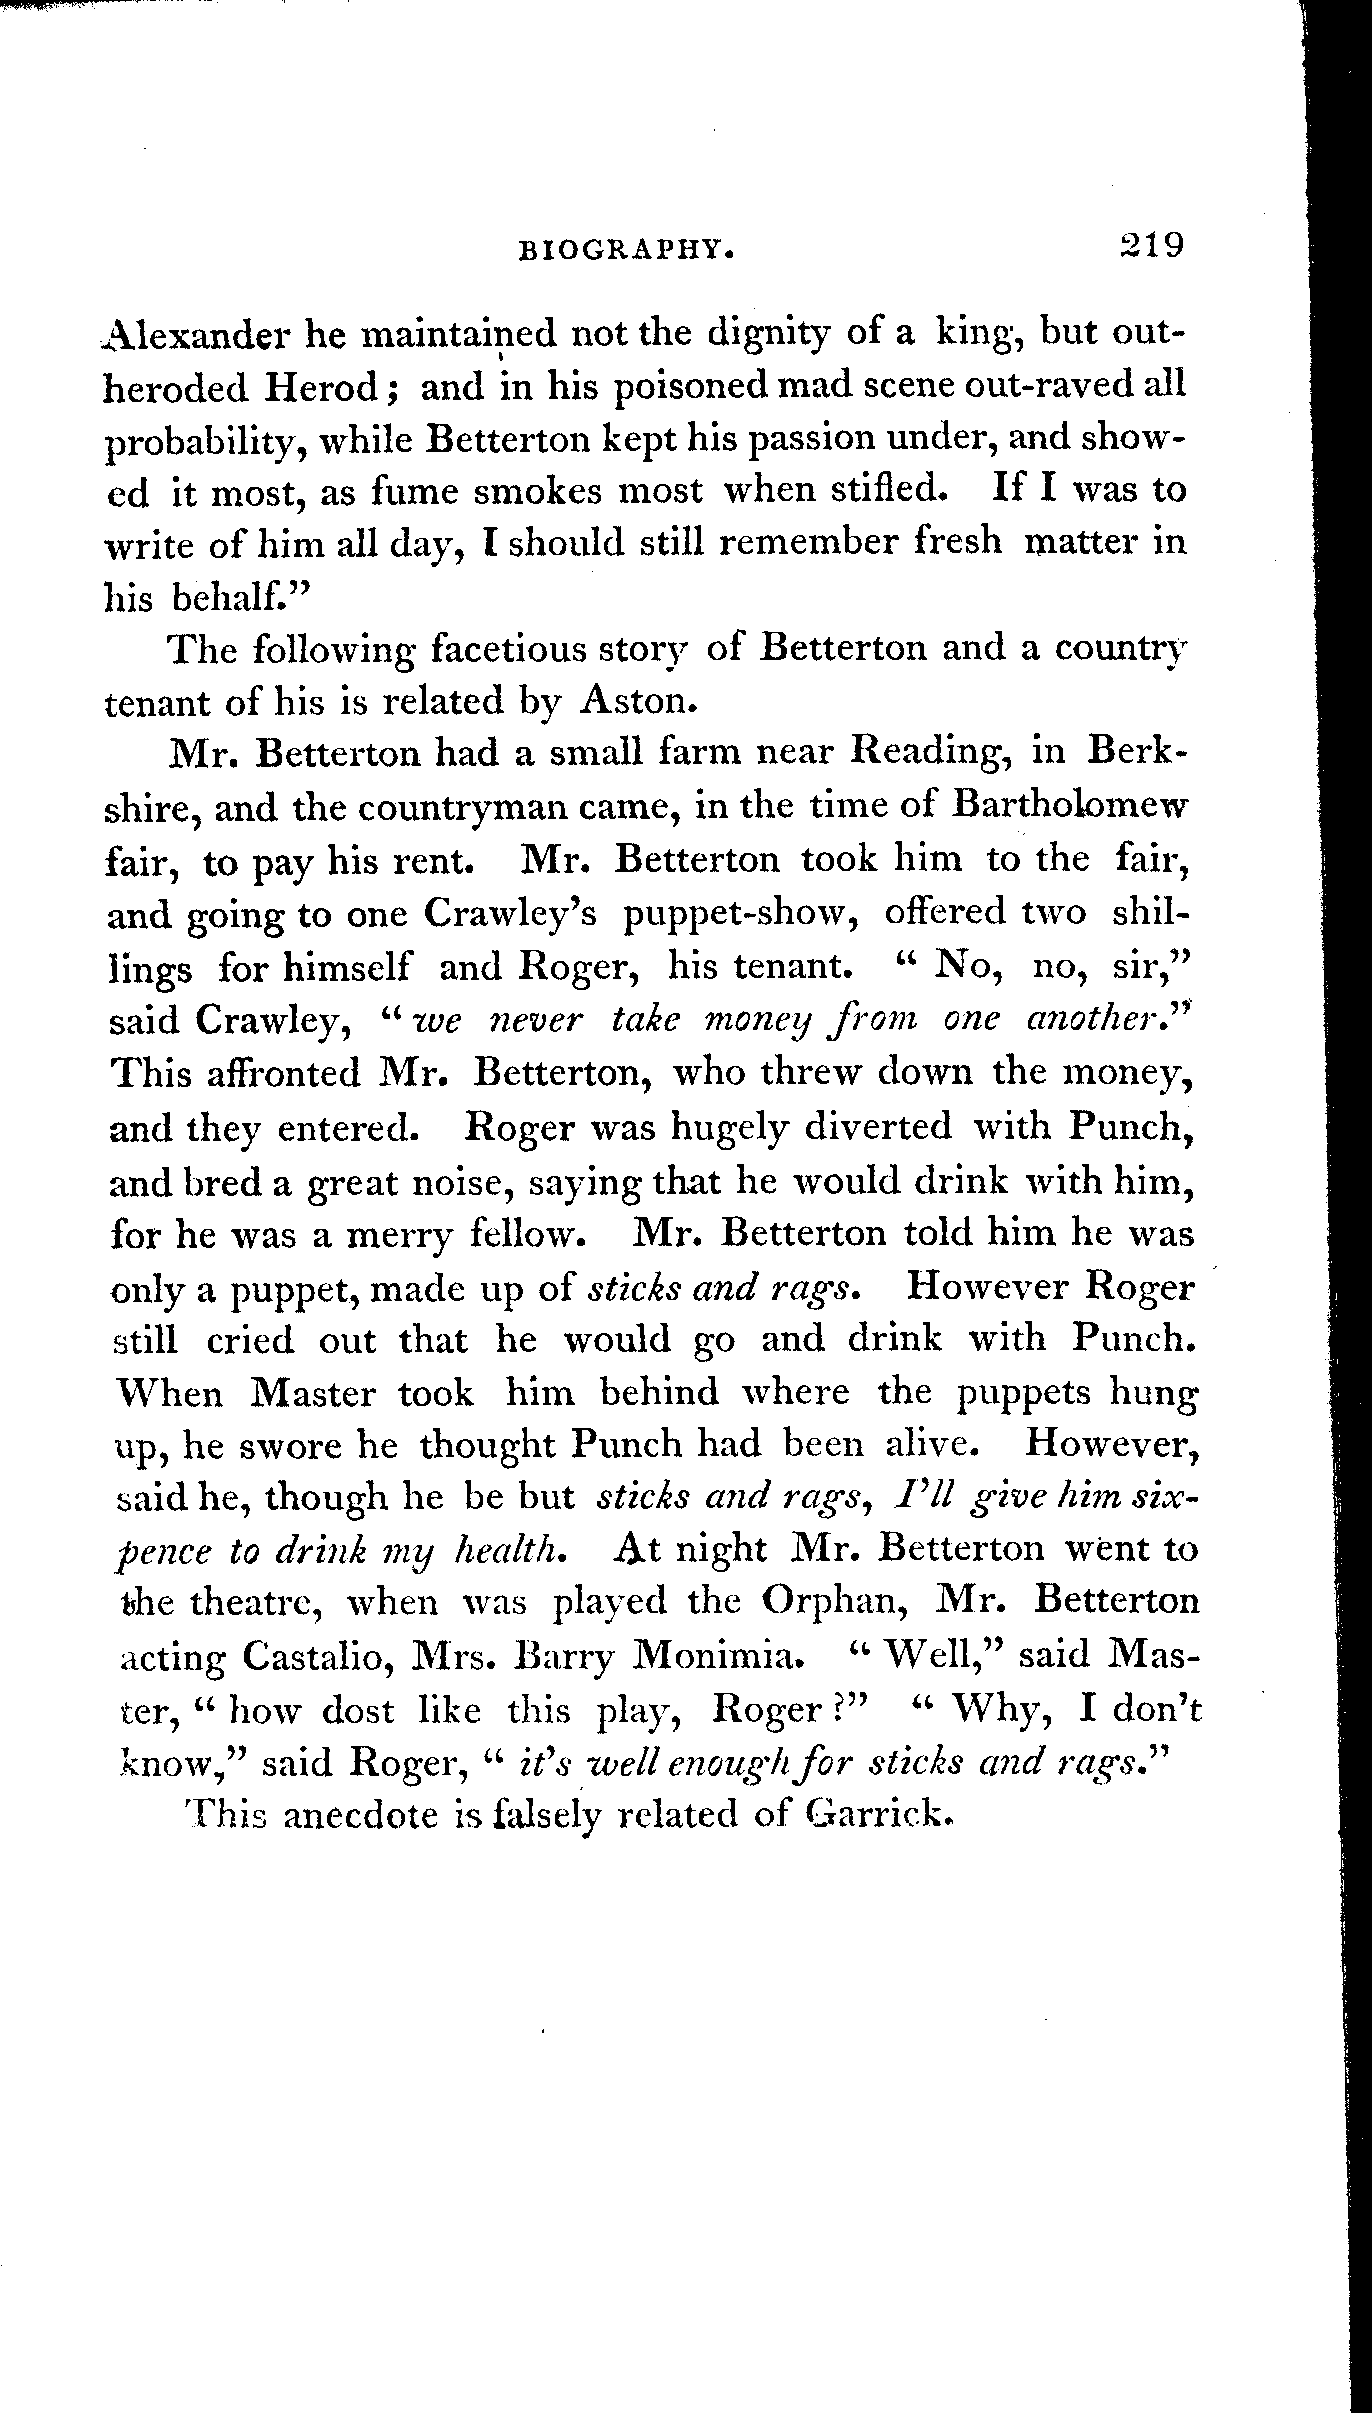 BIOGRAPHY. 219
Alexander he maintained not the dignity of a king, but out-
heroded Herod; and in his poisoned mad scene out-raved all
probability, while Betterton kept his passion under, and show-
ed it most, as fume smokes most when stifled. If I was to
write of him all day, I should still remember fresh matter in
his behalf."
The following facetious story of Betterton and a country
tenant of his is related by Aston.
Mr. Betterton had a small farm near Reading, in Berk-
shire, and the countryman came, in the time of Bartholomew
fair, to pay his rent. Mr. Betterton took him to the fair,
and going to one Crawley's puppet-show, offered two shil-
lings for himself and Roger, his tenant. "No, no, sir,"
said Crawley, "we never take money from one another."
This affronted Mr. Betterton, who threw down the money,
and they entered. Roger was hugely diverted with Punch,
and bred a great noise, saying that he would drink with him,
for he was a merry fellow. Mr. Betterton told him he was
only a puppet, made up of sticks and rags. However Roger
still cried out that he would go and drink with Punch.
When Master took him behind where the puppets hung
up, he swore he thought Punch had been alive. However,
said he, though he be but sticks and rags, I'll give him six-
pence to drink my health. At night Mr. Betterton went to
the theatre, when was played the Orphan, Mr. Betterton
acting Castalio, Mrs. Barry Monimia. "Well," said Mas-
ter, "how dost like this play, Roger?" "Why, I don't
know," said Roger, "it's well enough for sticks and rags."
This anecdote is falsely related of Garrick.